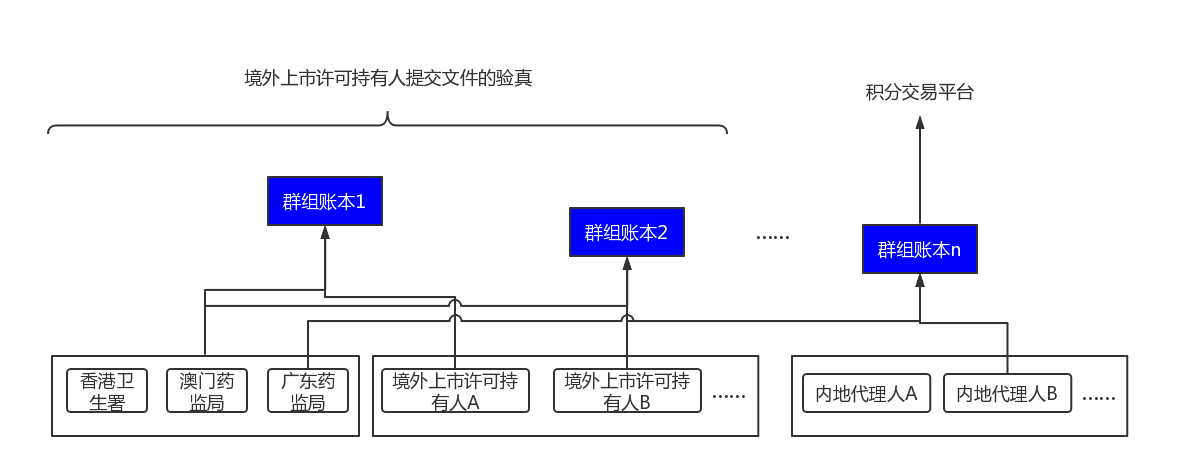 境外上市许可持有人提交文件的验真
积分交易平台
群组账本1
群组账本2
……
群组账本n
香港卫
生署
澳门药
监局
广东药
监局
境外上市许可持
有人A
境外上市许可持
有人B
……
内地代理人A
内地代理人B
……